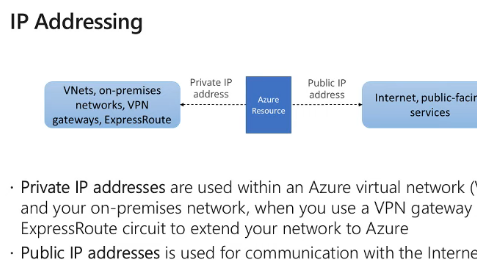 IP Addressing
VNets, on-premises
networks, VPN
gateways, ExpressRoute
Private IP
address
Azure
Resource
Public IP
address
Internet, public-facin
services
· Private IP addresses are used within an Azure virtual network (V
and your on-premises network, when you use a VPN gateway
ExpressRoute circuit to extend your network to Azure
· Public IP addresses is used for communication with the Internet